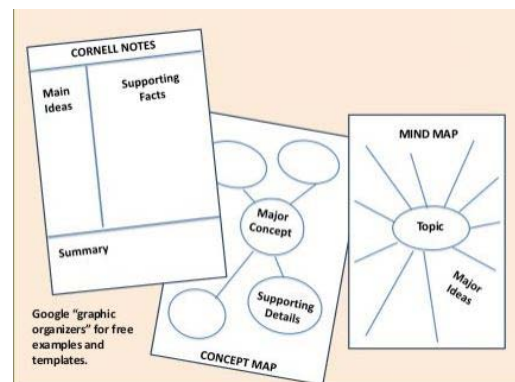 CORNELL NOTES
Main
Ideas
Supporting
Facts
Summary
Major
Concept
Supporting
Details
CONCEPT MAP
MIND MAP
Topic
Major
Ideas
Google "graphic
organizers" for free
examples and
templates.